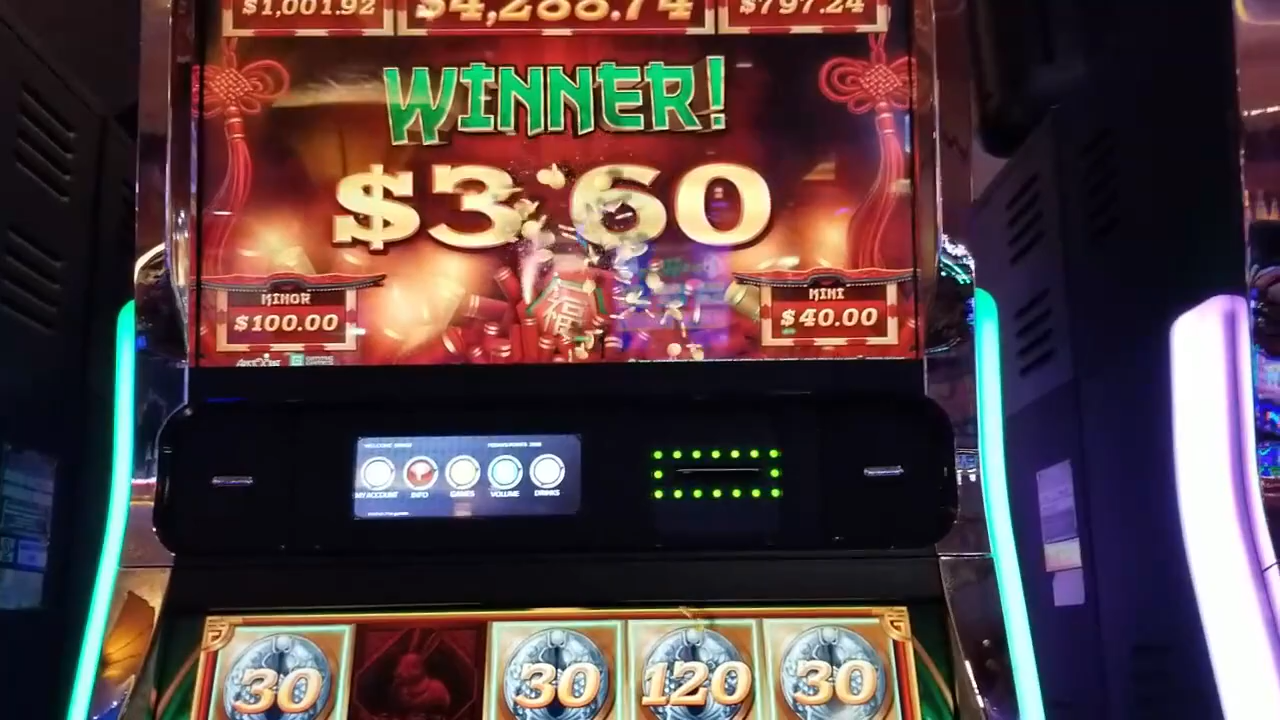 $1,001.92 $4,288.74 $797.24
WINNER!
$3.60
MINOR
$100.00
MINI
$40.00
福
MY ACCOUNT INFO GAMES VOLUME DRINKS
30 30 120 30